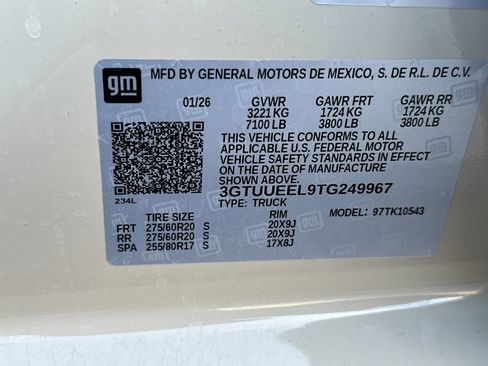 gm MFD BY GENERAL MOTORS DE MEXICO, S. DE R.L. DE C.V.
01/26 GVWR GAWR FRT GAWR RR
3221 KG 1724 KG 1724 KG
7100 LB 3800 LB 3800 LB
THIS VEHICLE CONFORMS TO ALL
APPLICABLE U.S. FEDERAL MOTOR
VEHICLE SAFETY STANDARDS IN EFFECT
ON THE DATE OF MANUFACTURE
SHOWN ABOVE.
3GTUUEEL9TG249967
234L TYPE: TRUCK
TIRE SIZE RIM MODEL: 97TK10543
FRT 275/60R20 S 20X9J
RR 275/60R20 S 20X9J
SPA 255/80R17 S 17X8J